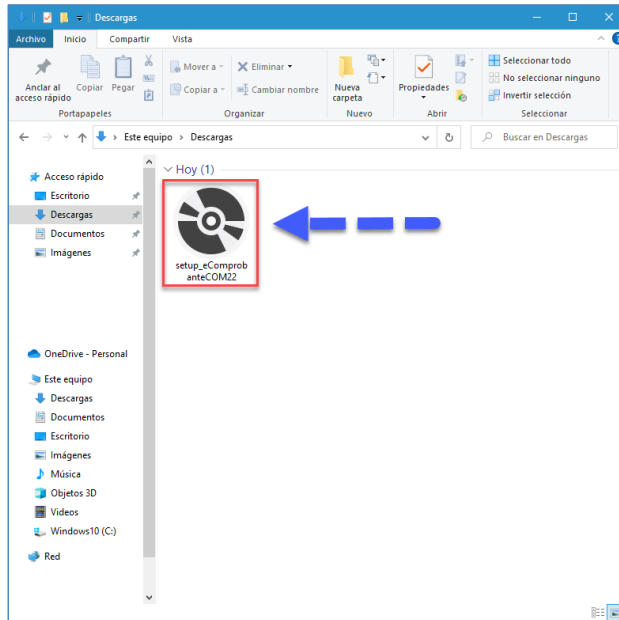 Descargas
Archivo Inicio Compartir Vista
Anclar al acceso rápido
Copiar
Pegar
Mover a
Copiar a
Eliminar
Cambiar nombre
Nueva carpeta
Propiedades
Seleccionar todo
No seleccionar ninguno
Invertir selección
Portapapeles Organizar Nuevo Abrir Seleccionar
Este equipo > Descargas
Buscar en Descargas
Acceso rápido
Escritorio
Descargas
Documentos
Imágenes
OneDrive - Personal
Este equipo
Descargas
Documentos
Escritorio
Imágenes
Música
Objetos 3D
Videos
Windows10 (C:)
Red
Hoy (1)
setup_eComprob
anteCOM22